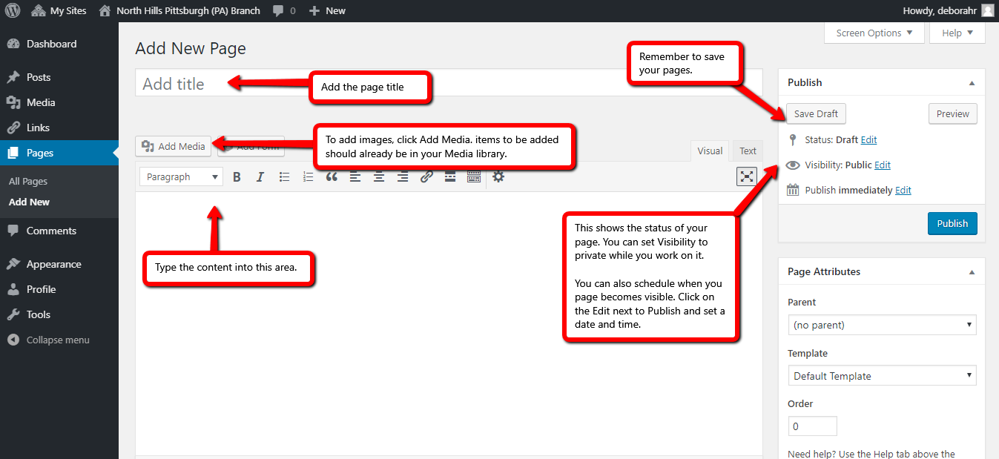 My Sites North Hills Pittsburgh (PA) Branch 0 New Howdy, deborahr
Screen Options Help
Dashboard
Posts
Media
Links
Pages
All Pages
Add New
Comments
Appearance
Profile
Tools
Collapse menu
Add New Page
Add title
Add the page title
Remember to save
your pages.
Add Media Add Form
To add images, click Add Media. items to be added
should already be in your Media library.
Visual Text
Paragraph B I
Type the content into this area.
This shows the status of your
page. You can set Visibility to
private while you work on it.
You can also schedule when you
page becomes visible. Click on
the Edit next to Publish and set a
date and time.
Publish
Save Draft Preview
Status: Draft Edit
Visibility: Public Edit
Publish immediately Edit
Publish
Page Attributes
Parent
(no parent)
Template
Default Template
Order
0
Need help? Use the Help tab above the